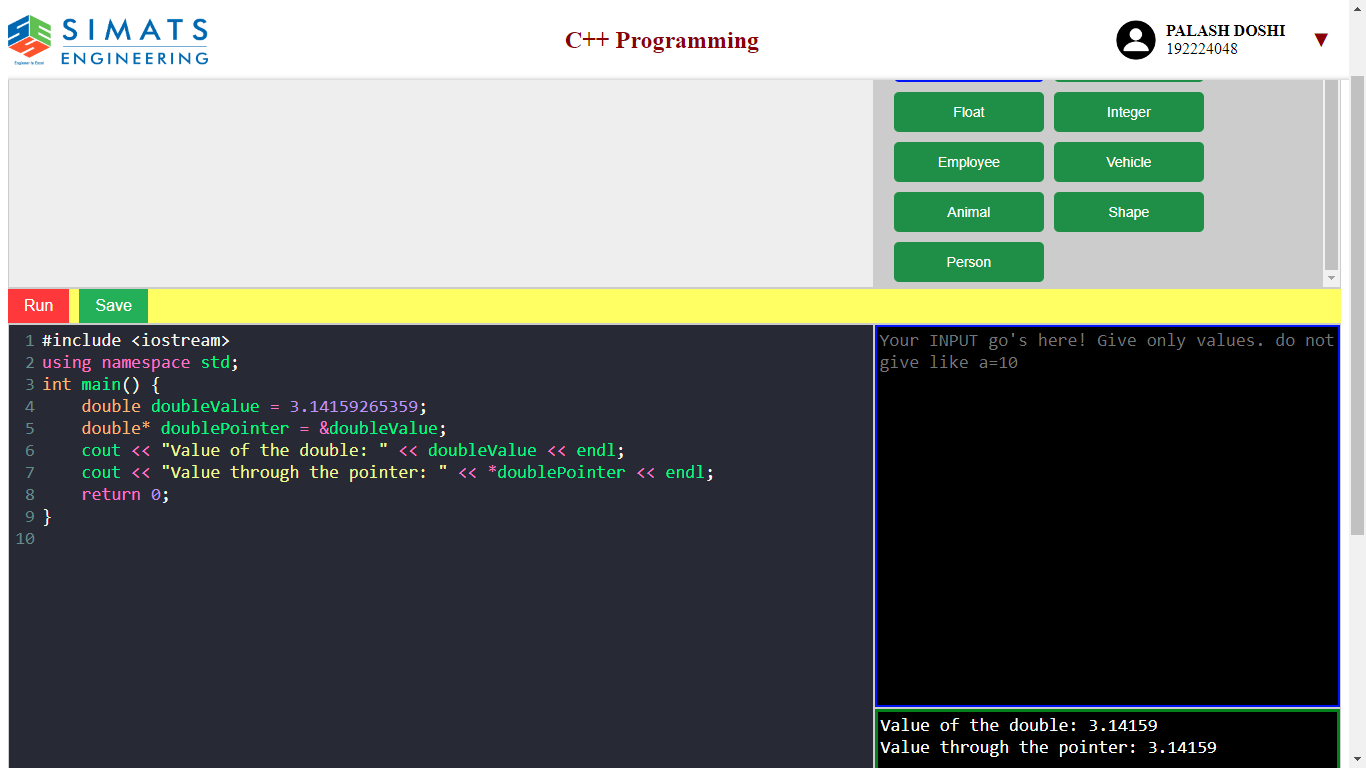 SIMATS
ENGINEERING
Engineer to Excel
C++ Programming
PALASH DOSHI
192224048
▼
Float
Integer
Employee
Vehicle
Animal
Shape
Person
Run
Save
1 #include <iostream>
2 using namespace std;
3 int main() {
4     double doubleValue = 3.14159265359;
5     double* doublePointer = &doubleValue;
6     cout << "Value of the double: " << doubleValue << endl;
7     cout << "Value through the pointer: " << *doublePointer << endl;
8     return 0;
9 }
10
Your INPUT go's here! Give only values. do not
give like a=10
Value of the double: 3.14159
Value through the pointer: 3.14159